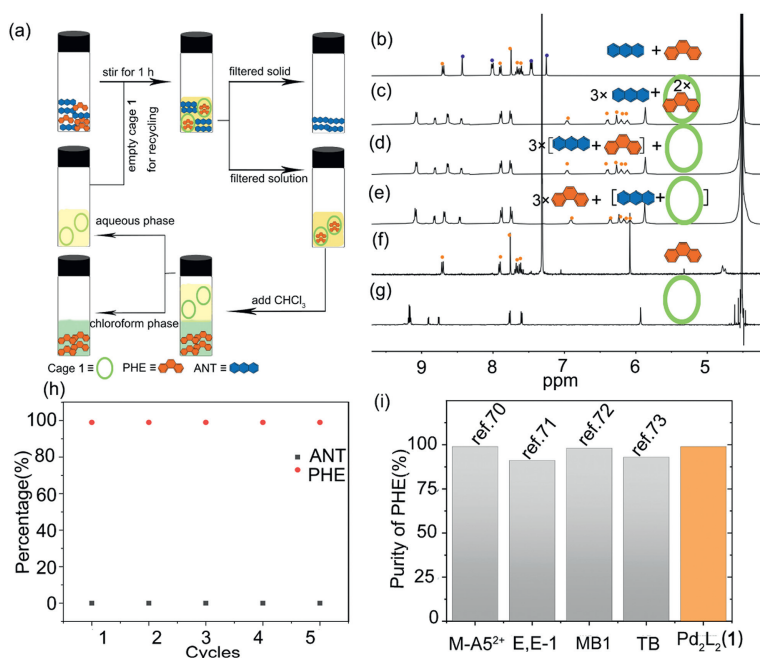 (a)
stir for 1 h
filtered solid
empty cage 1
for recycling
filtered solution
aqueous phase
add CHCl₃
chloroform phase
Cage 1 ≡
PHE ≡
ANT ≡
(b)
+
(c)
3× + 2×
(d)
3×[ + ] +
(e)
3× + [ + ]
(f)
(g)
9 8 7 6 5
ppm
(h)
Percentage(%)
100
80
60
40
20
0
ANT
PHE
1 2 3 4 5
Cycles
(i)
Purity of PHE(%)
125
100
75
50
25
0
ref.70
ref.71
ref.72
ref.73
M-A5²⁺ E,E-1 MB1 TB Pd₂L₂(1)